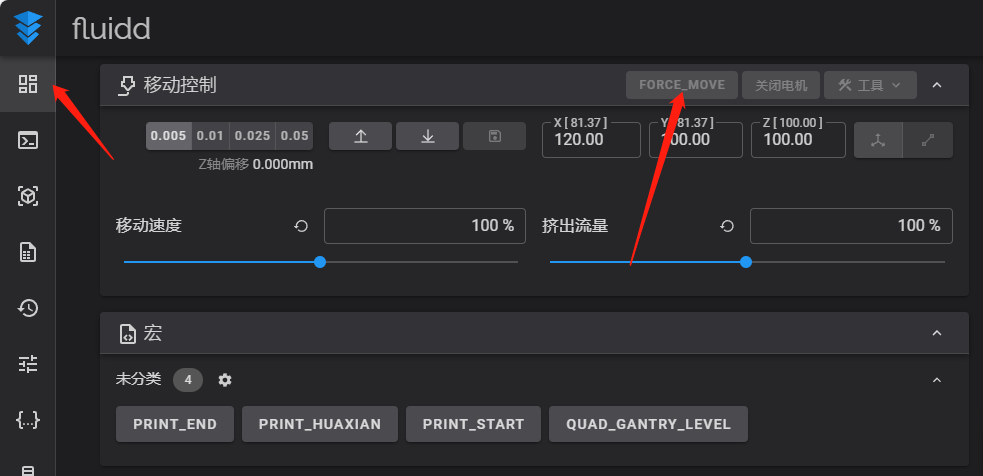 fluidd
移动控制 FORCE_MOVE 关闭电机 工具
0.005 0.01 0.025 0.05 X [ 81.37 ] Y [ 81.37 ] Z [ 100.00 ]
120.00 100.00 100.00
Z轴偏移 0.000mm
移动速度 100 % 挤出流量 100 %
宏
未分类 4
PRINT_END PRINT_HUAXIAN PRINT_START QUAD_GANTRY_LEVEL